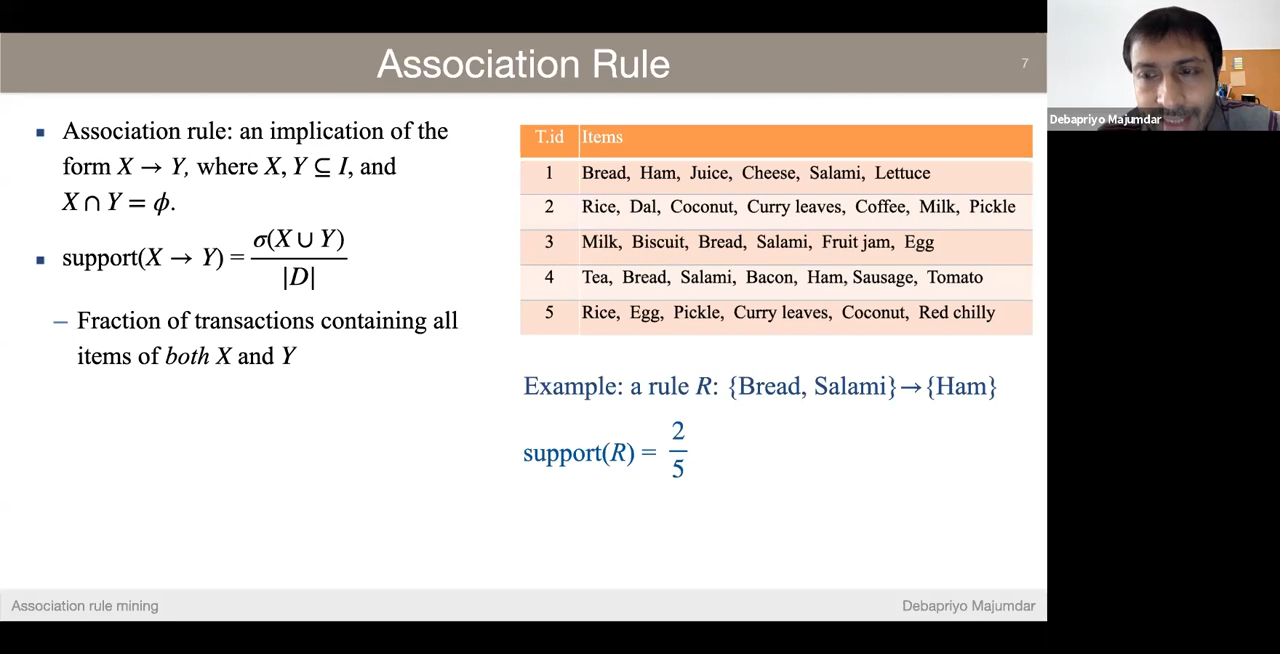 Association Rule
7
Debapriyo Majumdar
▪ Association rule: an implication of the
form X → Y, where X, Y ⊆ I, and
X ∩ Y = ϕ.
▪ support(X → Y) = σ(X ∪ Y) / |D|
– Fraction of transactions containing all
items of both X and Y
T.id Items
1 Bread, Ham, Juice, Cheese, Salami, Lettuce
2 Rice, Dal, Coconut, Curry leaves, Coffee, Milk, Pickle
3 Milk, Biscuit, Bread, Salami, Fruit jam, Egg
4 Tea, Bread, Salami, Bacon, Ham, Sausage, Tomato
5 Rice, Egg, Pickle, Curry leaves, Coconut, Red chilly
Example: a rule R: {Bread, Salami}→{Ham}
support(R) = 2 / 5
Association rule mining
Debapriyo Majumdar